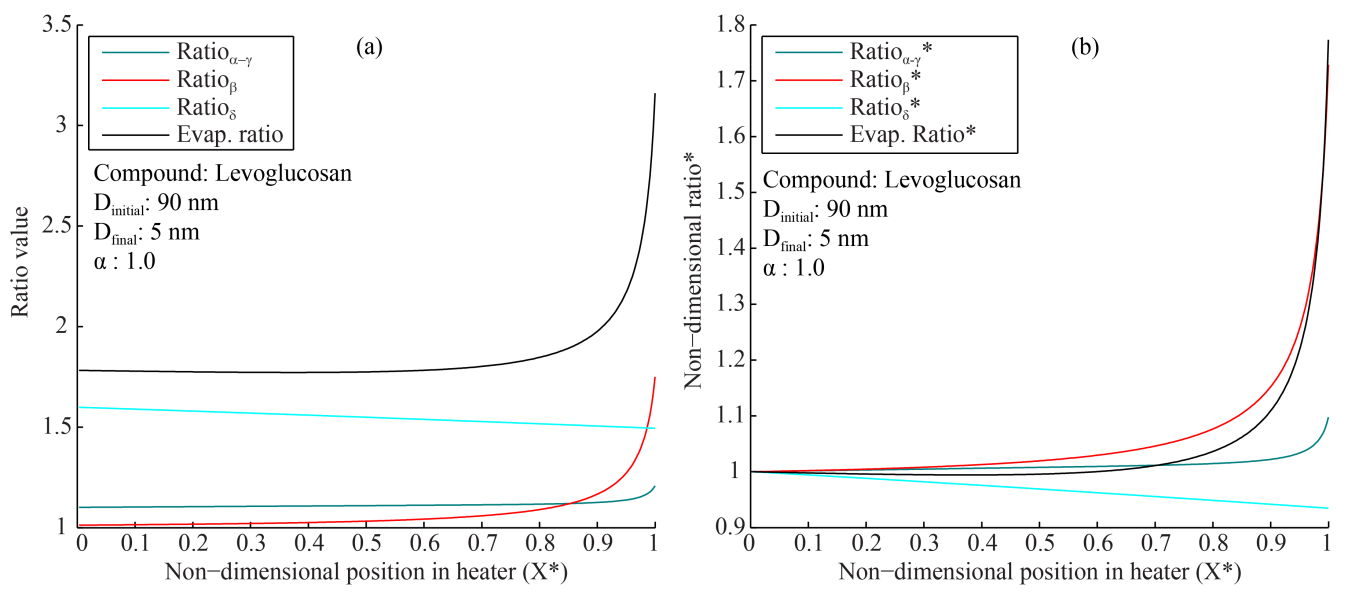 (a)
Ratio value
3.5
3
2.5
2
1.5
1
Ratioα−γ
Ratioβ
Ratioδ
Evap. ratio
Compound: Levoglucosan
Dinitial: 90 nm
Dfinal: 5 nm
α : 1.0
0 0.1 0.2 0.3 0.4 0.5 0.6 0.7 0.8 0.9 1
Non−dimensional position in heater (X*)
(b)
Non−dimensional ratio*
1.8
1.7
1.6
1.5
1.4
1.3
1.2
1.1
1
0.9
Ratioα-γ*
Ratioβ*
Ratioδ*
Evap. Ratio*
Compound: Levoglucosan
Dinitial: 90 nm
Dfinal: 5 nm
α : 1.0
0 0.1 0.2 0.3 0.4 0.5 0.6 0.7 0.8 0.9 1
Non−dimensional position in heater (X*)